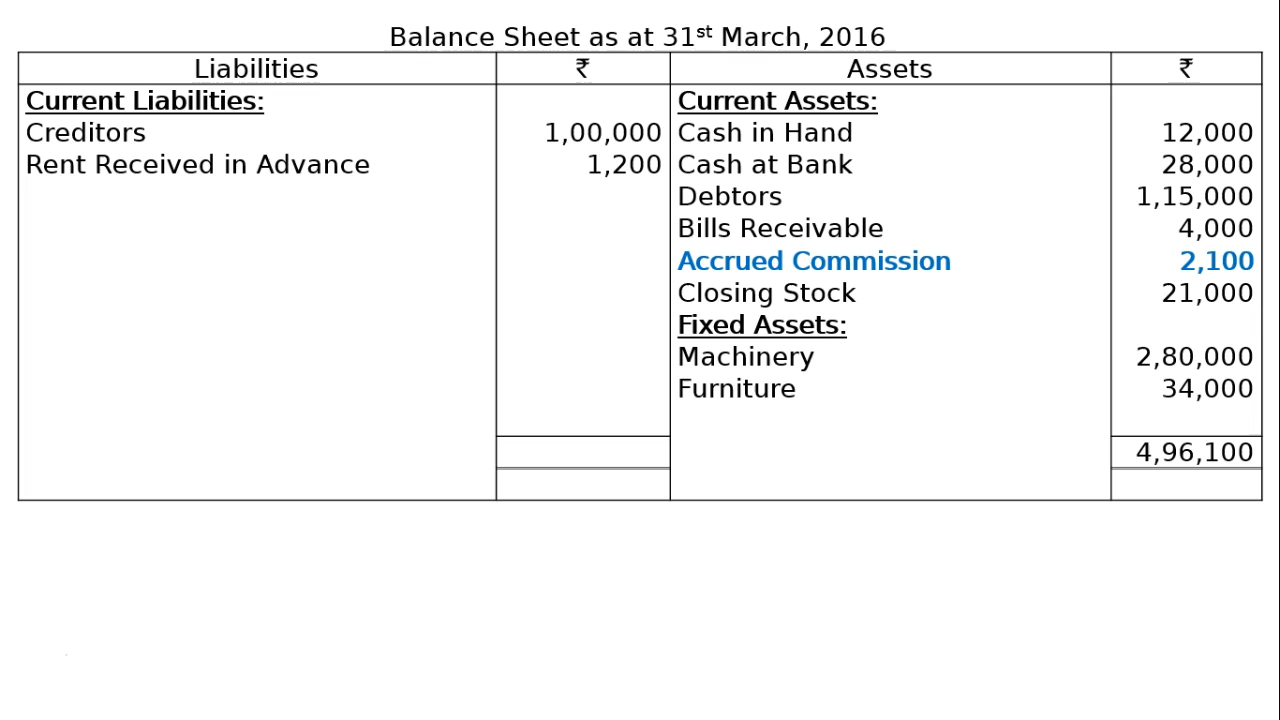 Balance Sheet as at 31st March, 2016
Liabilities ₹ Assets ₹
Current Liabilities: Current Assets:
Creditors 1,00,000 Cash in Hand 12,000
Rent Received in Advance 1,200 Cash at Bank 28,000
Debtors 1,15,000
Bills Receivable 4,000
Accrued Commission 2,100
Closing Stock 21,000
Fixed Assets:
Machinery 2,80,000
Furniture 34,000
4,96,100